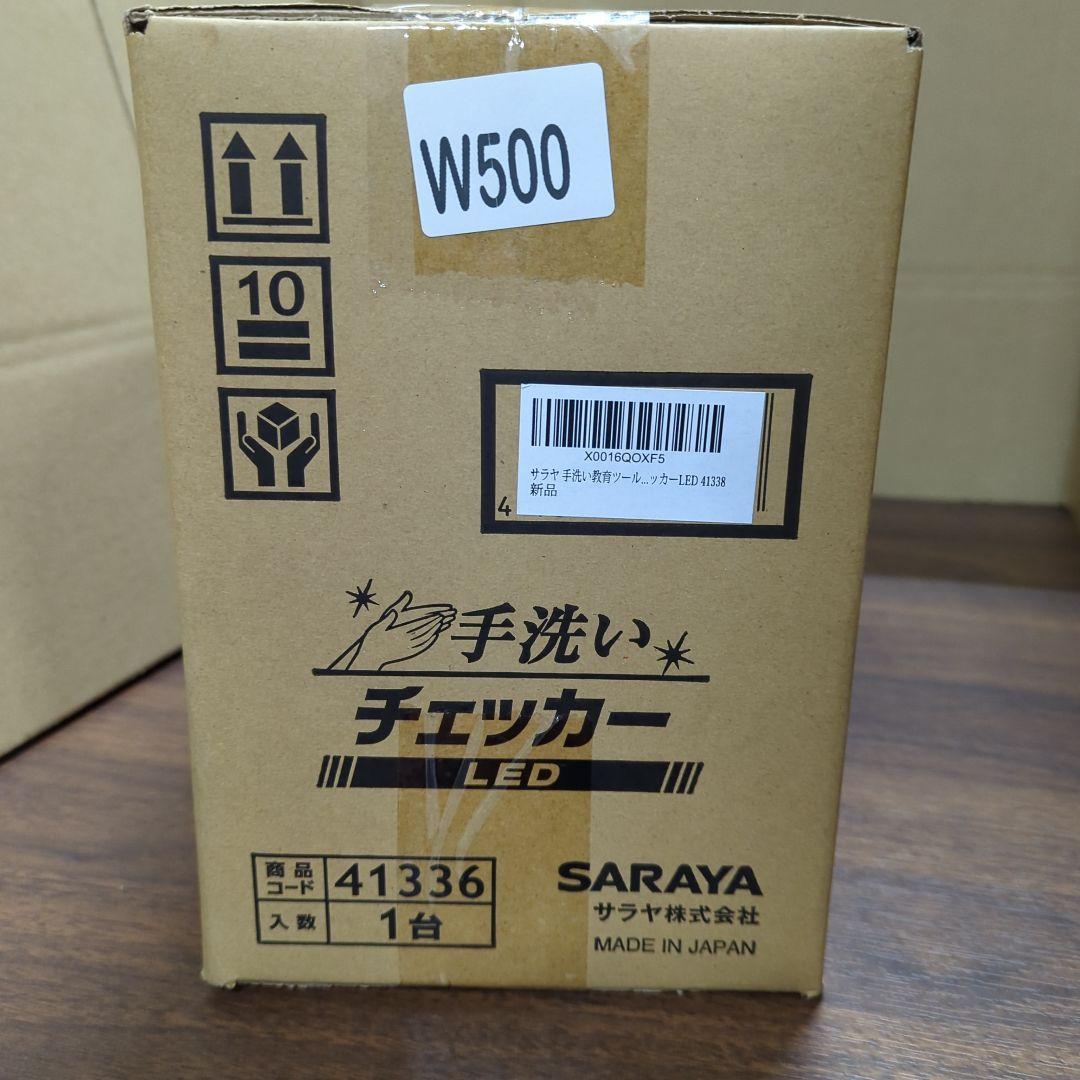 W500
10
X0016QOXF5
サラヤ 手洗い教育ツール...ッカーLED 41338
新品
4
手洗い
チェッカー
LED
商品コード 41336
入数 1台
SARAYA
サラヤ株式会社
MADE IN JAPAN